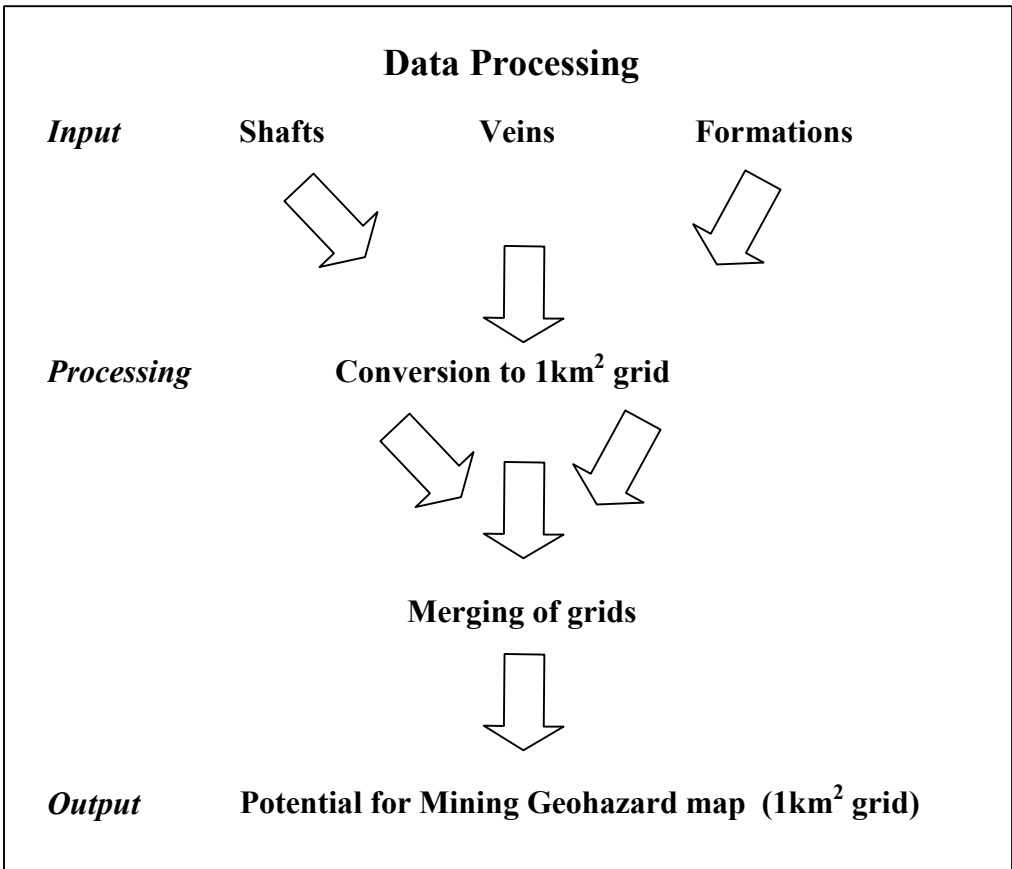 Data Processing
Input Shafts Veins Formations
Processing Conversion to 1km² grid
Merging of grids
Output Potential for Mining Geohazard map (1km² grid)